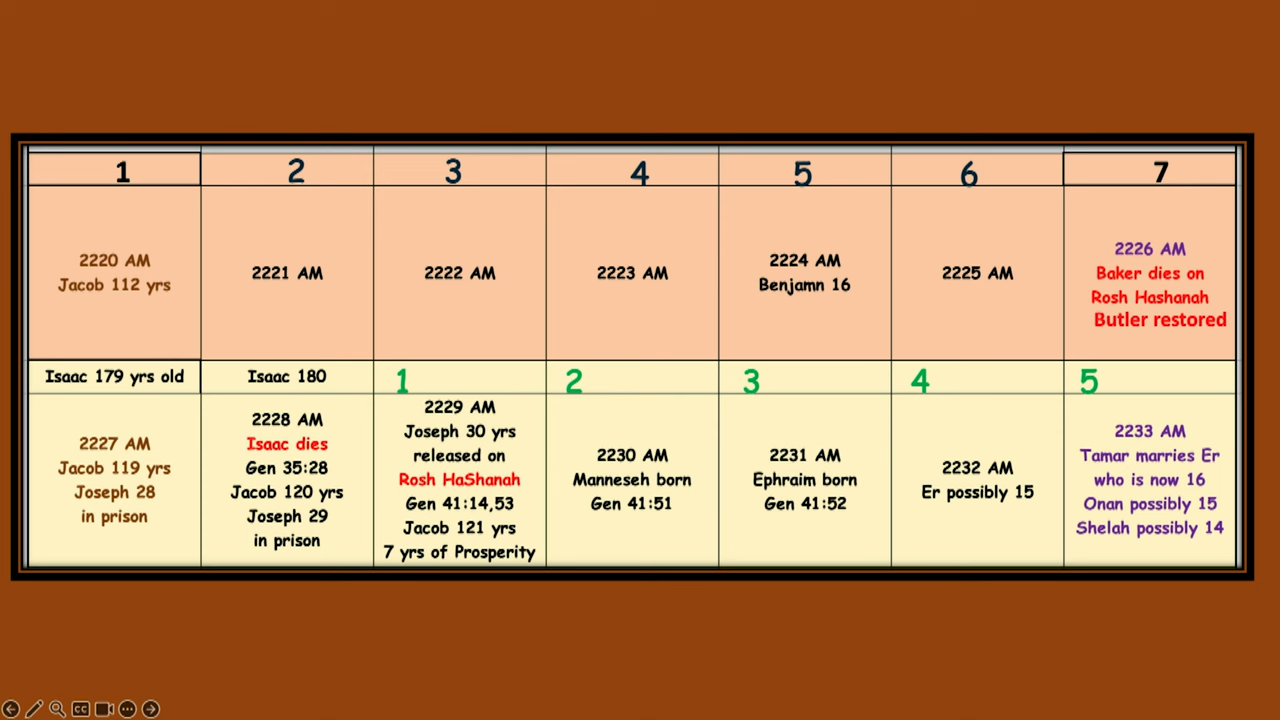 1
2
3
4
5
6
7
2220 AM
Jacob 112 yrs
2221 AM
2222 AM
2223 AM
2224 AM
Benjamn 16
2225 AM
2226 AM
Baker dies on
Rosh Hashanah
Butler restored
Isaac 179 yrs old
Isaac 180
1
2
3
4
5
2227 AM
Jacob 119 yrs
Joseph 28
in prison
2228 AM
Isaac dies
Gen 35:28
Jacob 120 yrs
Joseph 29
in prison
2229 AM
Joseph 30 yrs
released on
Rosh HaShanah
Gen 41:14,53
Jacob 121 yrs
7 yrs of Prosperity
2230 AM
Manneseh born
Gen 41:51
2231 AM
Ephraim born
Gen 41:52
2232 AM
Er possibly 15
2233 AM
Tamar marries Er
who is now 16
Onan possibly 15
Shelah possibly 14
CC